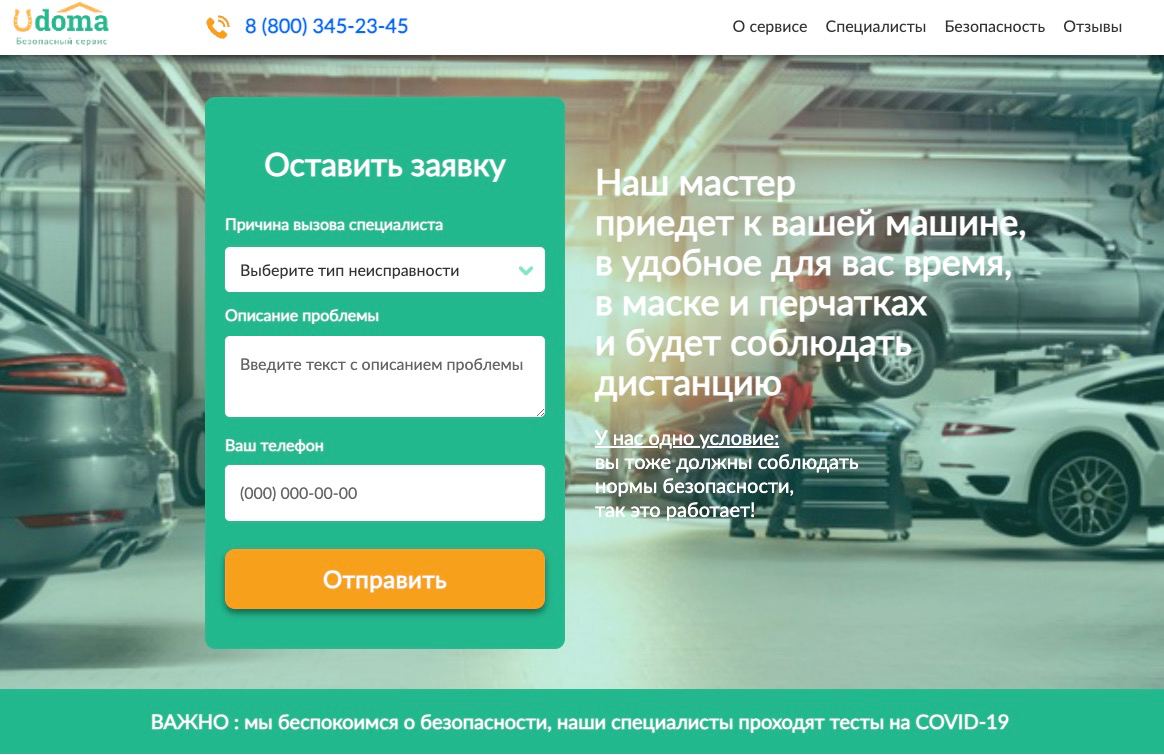 Udoma
Безопасный сервис
8 (800) 345-23-45
О сервисе Специалисты Безопасность Отзывы
Оставить заявку
Причина вызова специалиста
Выберите тип неисправности
Описание проблемы
Введите текст с описанием проблемы
Ваш телефон
(000) 000-00-00
Отправить
Наш мастер
приедет к вашей машине,
в удобное для вас время,
в маске и перчатках
и будет соблюдать
дистанцию
У нас одно условие:
вы тоже должны соблюдать
нормы безопасности,
так это работает!
ВАЖНО : мы беспокоимся о безопасности, наши специалисты проходят тесты на COVID-19